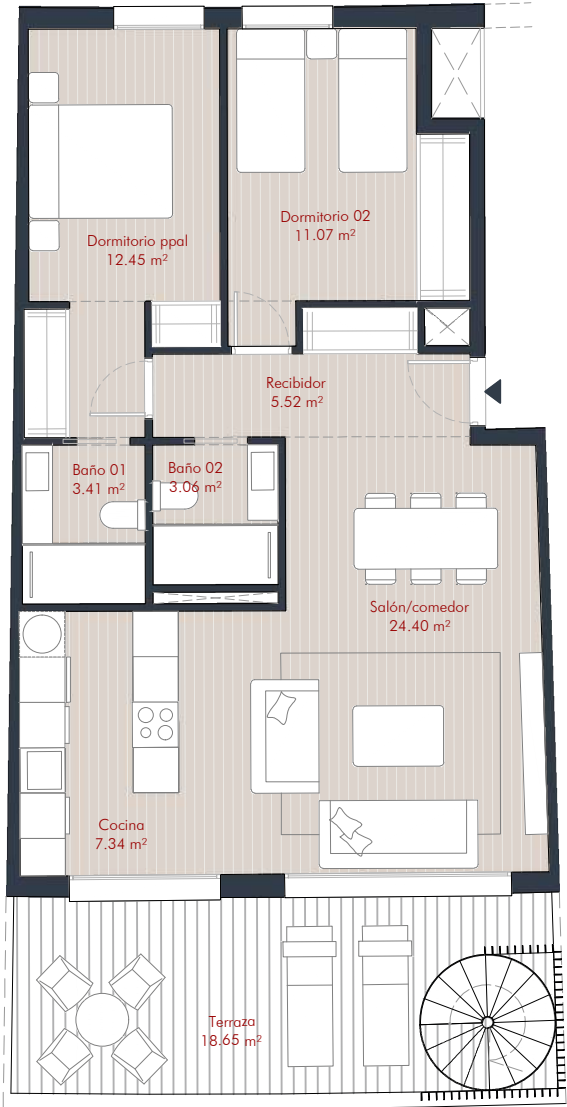 Dormitorio ppal
12.45 m²
Dormitorio 02
11.07 m²
Recibidor
5.52 m²
Baño 01
3.41 m²
Baño 02
3.06 m²
Salón/comedor
24.40 m²
Cocina
7.34 m²
Terraza
18.65 m²